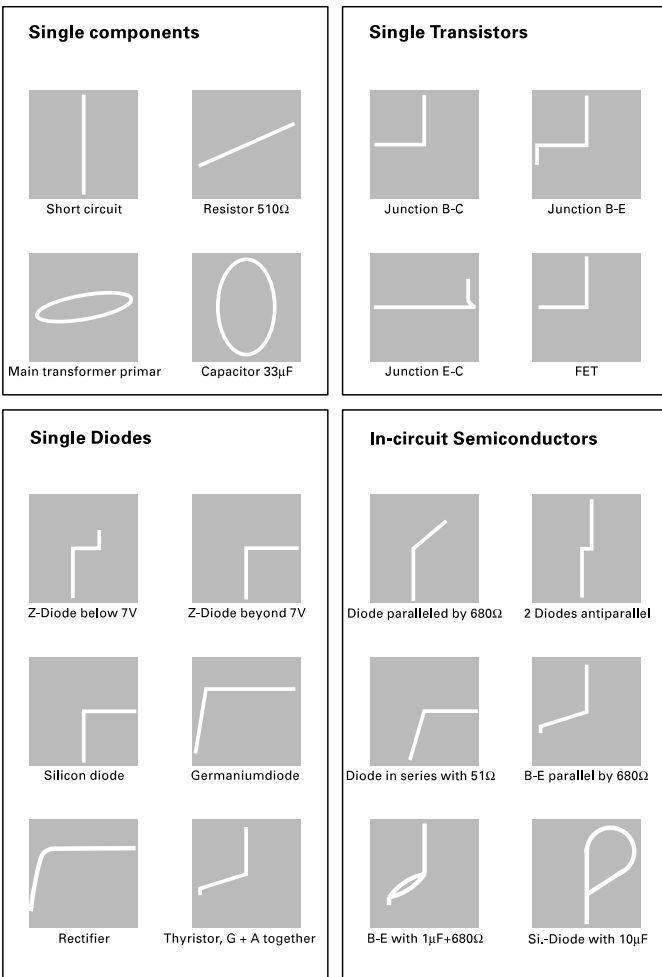 Single components
Short circuit
Resistor 510Ω
Main transformer primar
Capacitor 33µF
Single Transistors
Junction B-C
Junction B-E
Junction E-C
FET
Single Diodes
Z-Diode below 7V
Z-Diode beyond 7V
Silicon diode
Germaniumdiode
Rectifier
Thyristor, G + A together
In-circuit Semiconductors
Diode paralleled by 680Ω
2 Diodes antiparallel
Diode in series with 51Ω
B-E parallel by 680Ω
B-E with 1µF+680Ω
Si.-Diode with 10µF